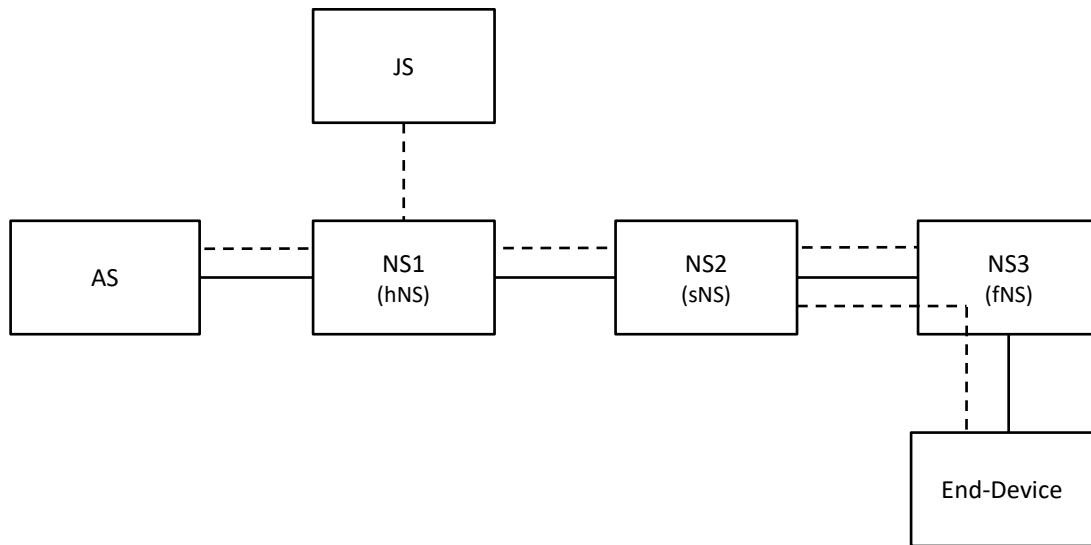 JS
AS
NS1
(hNS)
NS2
(sNS)
NS3
(fNS)
End-Device